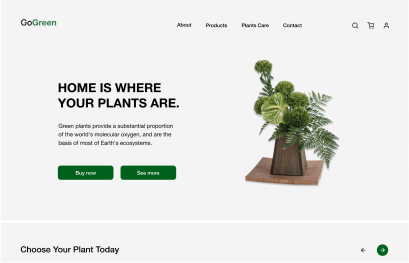 GoGreen
About
Products
Plants Care
Contact
HOME IS WHERE
YOUR PLANTS ARE.
Green plants provide a substantial proportion
of the world's molecular oxygen, and are the
basis of most of Earth's ecosystems.
Buy now
See more
Choose Your Plant Today